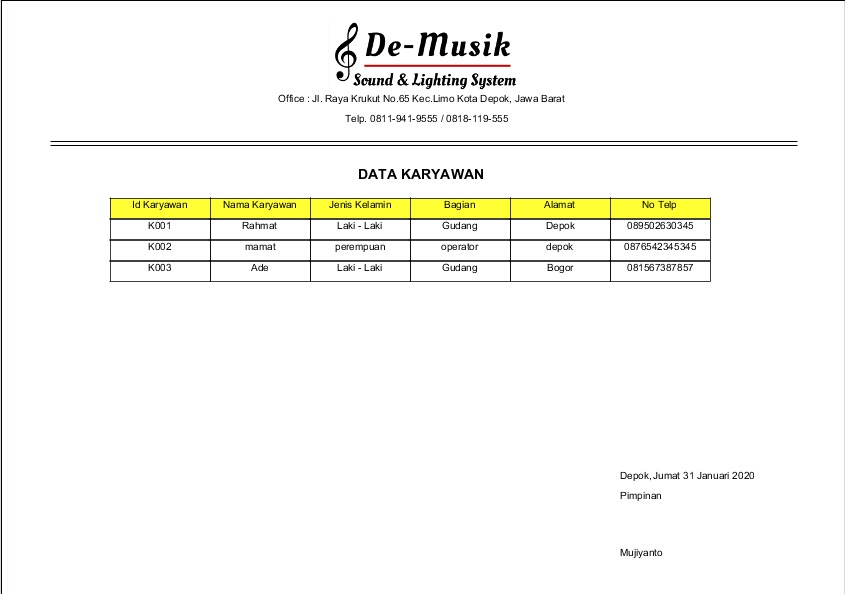 De-Musik
Sound & Lighting System
Office : Jl. Raya Krukut No.65 Kec.Limo Kota Depok, Jawa Barat
Telp. 0811-941-9555 / 0818-119-555
DATA KARYAWAN
Id Karyawan Nama Karyawan Jenis Kelamin Bagian Alamat No Telp
K001 Rahmat Laki - Laki Gudang Depok 089502630345
K002 mamat perempuan operator depok 0876542345345
K003 Ade Laki - Laki Gudang Bogor 081567387857
Depok,Jumat 31 Januari 2020
Pimpinan
Mujiyanto